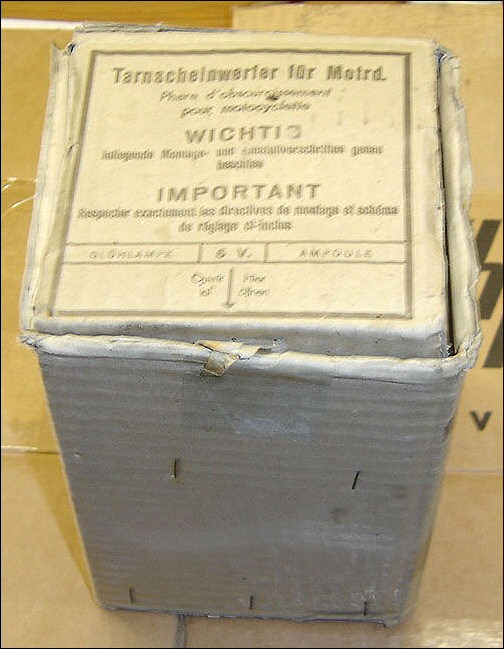 Tarnscheinwerfer für Motrd.
Phare d'obscurcissement
pour motocyclette
WICHTIG
Inliegende Montage- und Einstellvorschriften genau
beachten
IMPORTANT
Respecter exactement les directives de montage et schéma
de réglage ci-inclus
GLÜHLAMPE 6 V. AMPOULE
Ouvrir Hier
ici öffnen
V